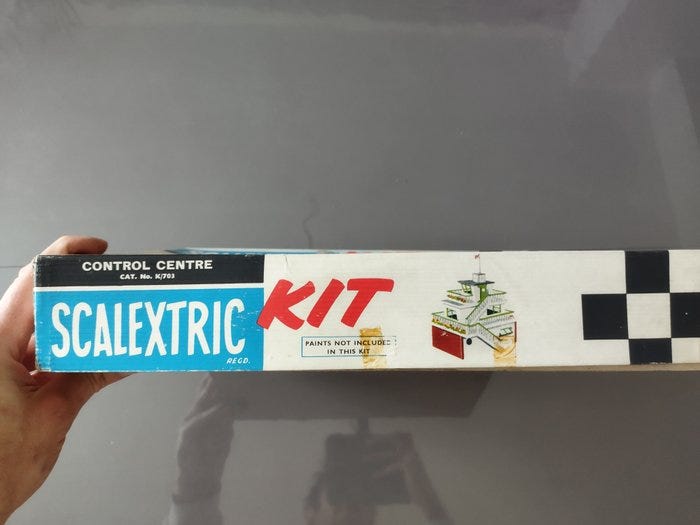 CONTROL CENTRE
CAT. No. K/703
SCALEXTRIC
REGD.
KIT
PAINTS NOT INCLUDED
IN THIS KIT